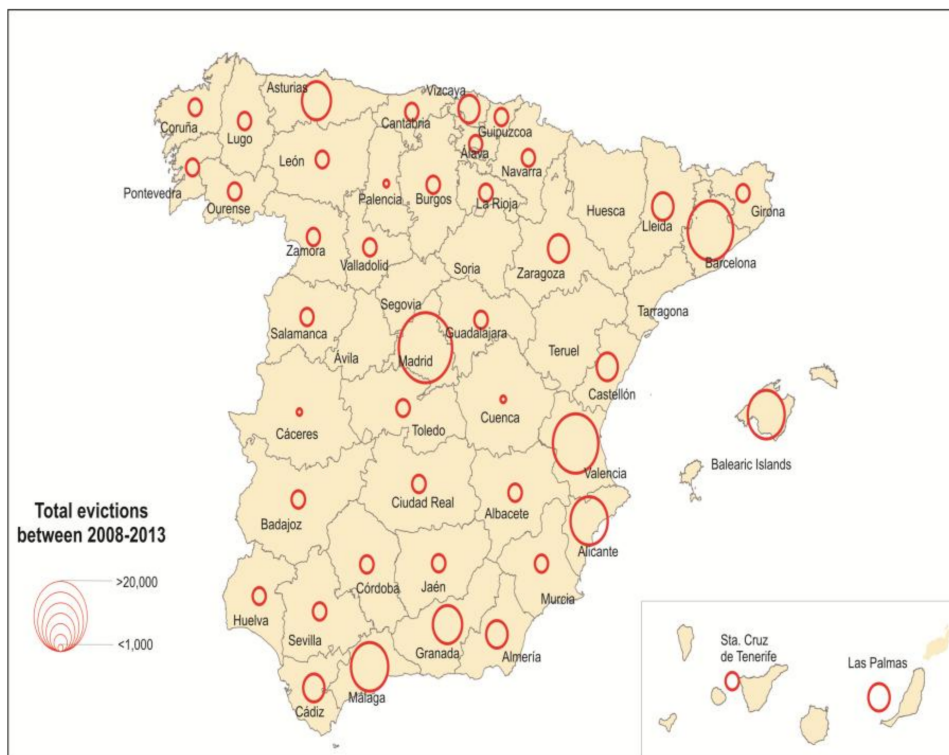 Vizcaya
Asturias
Coruña
Cantabria
Guipuzcoa
Lugo
Álava
León
Navarra
Pontevedra
Palencia
Burgos
La Rioja
Huesca
Girona
Ourense
Lleida
Zamora
Valladolid
Soria
Zaragoza
Barcelona
Segovia
Tarragona
Salamanca
Guadalajara
Ávila
Madrid
Teruel
Castellón
Cáceres
Toledo
Cuenca
Valencia
Balearic Islands
Total evictions
between 2008-2013
Badajoz
Ciudad Real
Albacete
Alicante
>20,000
<1,000
Córdoba
Jaén
Murcia
Huelva
Sevilla
Granada
Almería
Cádiz
Málaga
Sta. Cruz
de Tenerife
Las Palmas